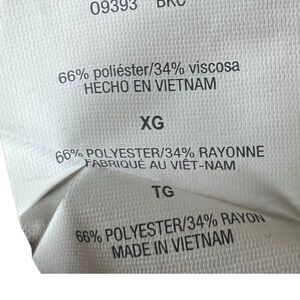 09393 BRC
66% poliéster/34% viscosa
HECHO EN VIETNAM
XG
66% POLYESTER/34% RAYONNE
FABRIQUÉ AU VIÊT-NAM
TG
66% POLYESTER/34% RAYON
MADE IN VIETNAM